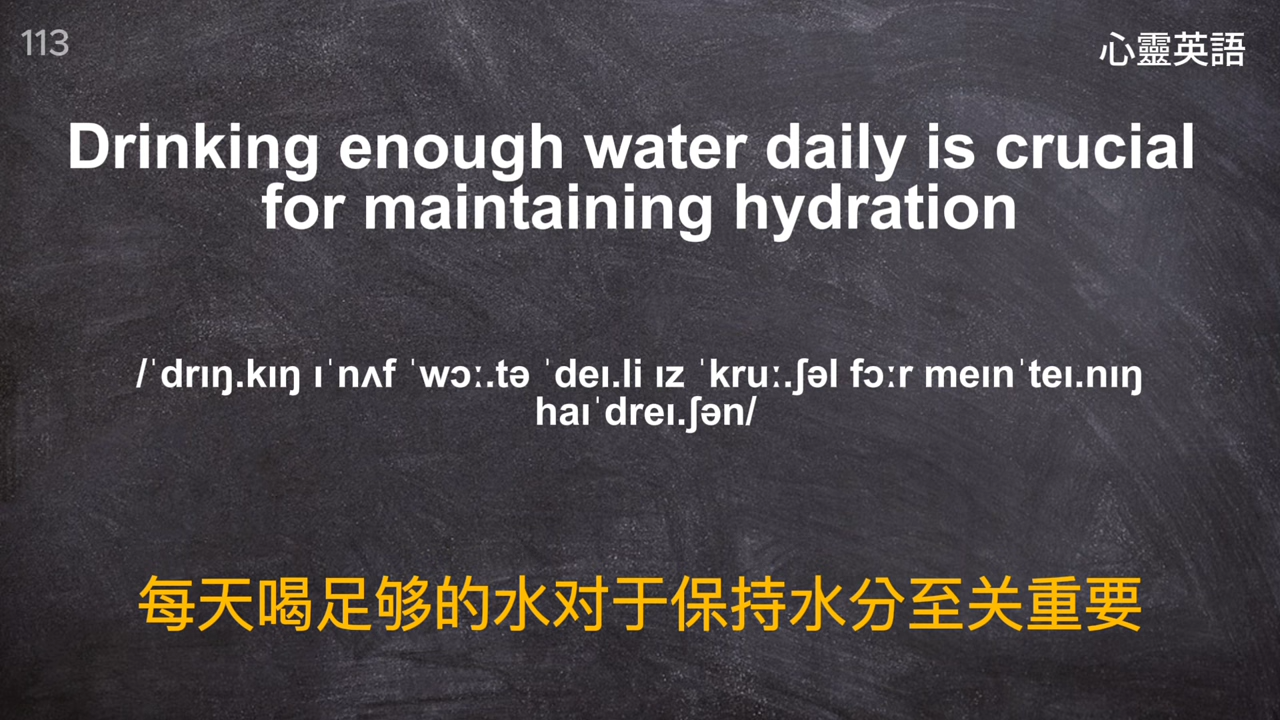 113
心靈英語
Drinking enough water daily is crucial
for maintaining hydration
/ˈdrɪŋ.kɪŋ ɪˈnʌf ˈwɔː.tə ˈdeɪ.li ɪz ˈkruː.ʃəl fɔːr meɪnˈteɪ.nɪŋ
haɪˈdreɪ.ʃən/
每天喝足够的水对于保持水分至关重要